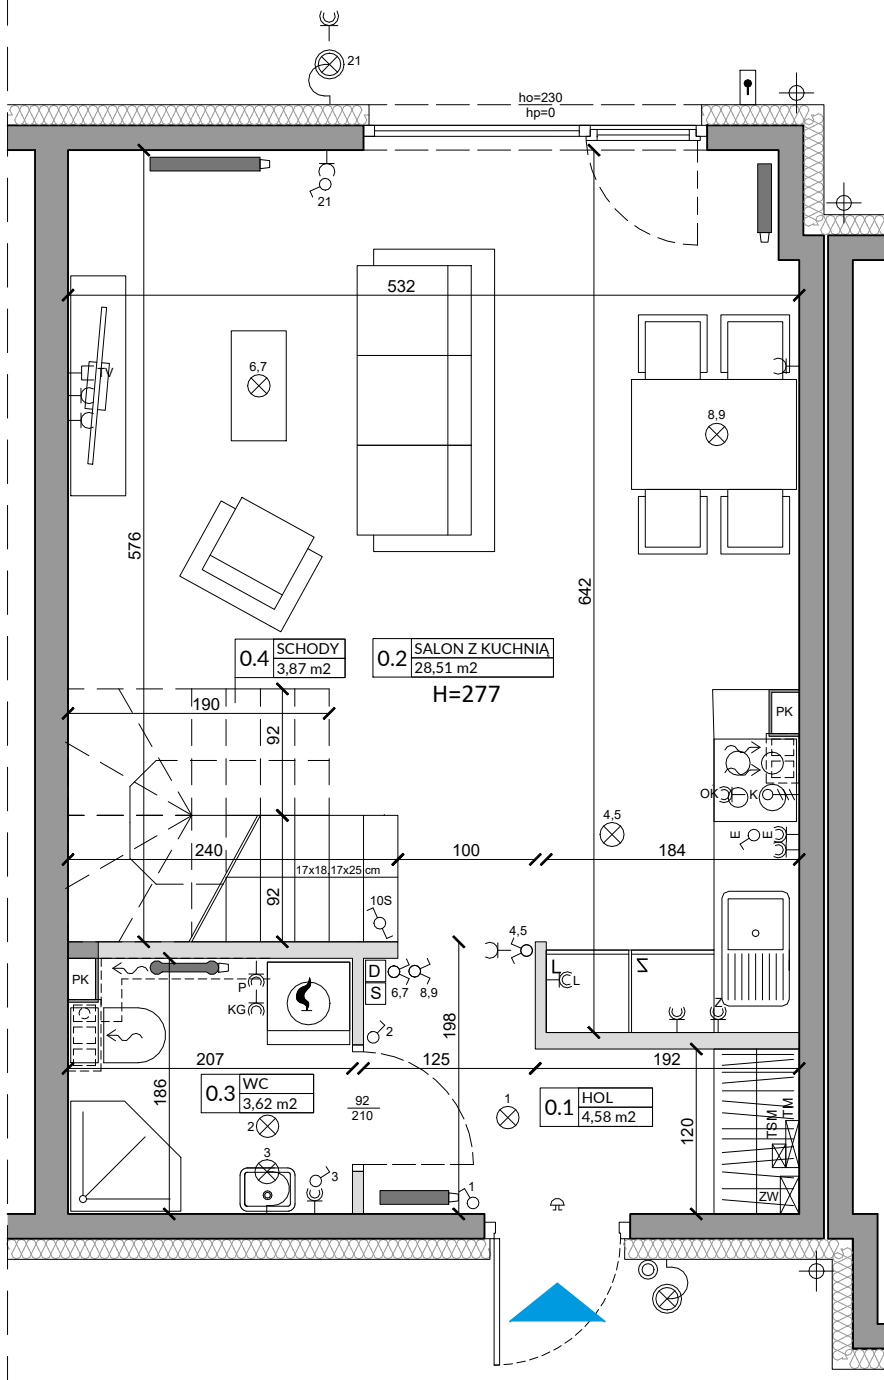 21
ho=230
hp=0
21
532
TV
6,7
8,9
576
642
0.4 SCHODY
3,87 m2
0.2 SALON Z KUCHNIĄ
28,51 m2
H=277
190
92
PK
OK
K
4,5
E
E
240
100
184
17x18,17x25 cm
92
10S
4,5
D
S
6,7
8,9
PK
P
KG
L
Z
2
198
207
125
192
186
0.3 WC
3,62 m2
92
210
1
0.1 HOL
4,58 m2
120
TSM
TM
2
3
3
1
ZW